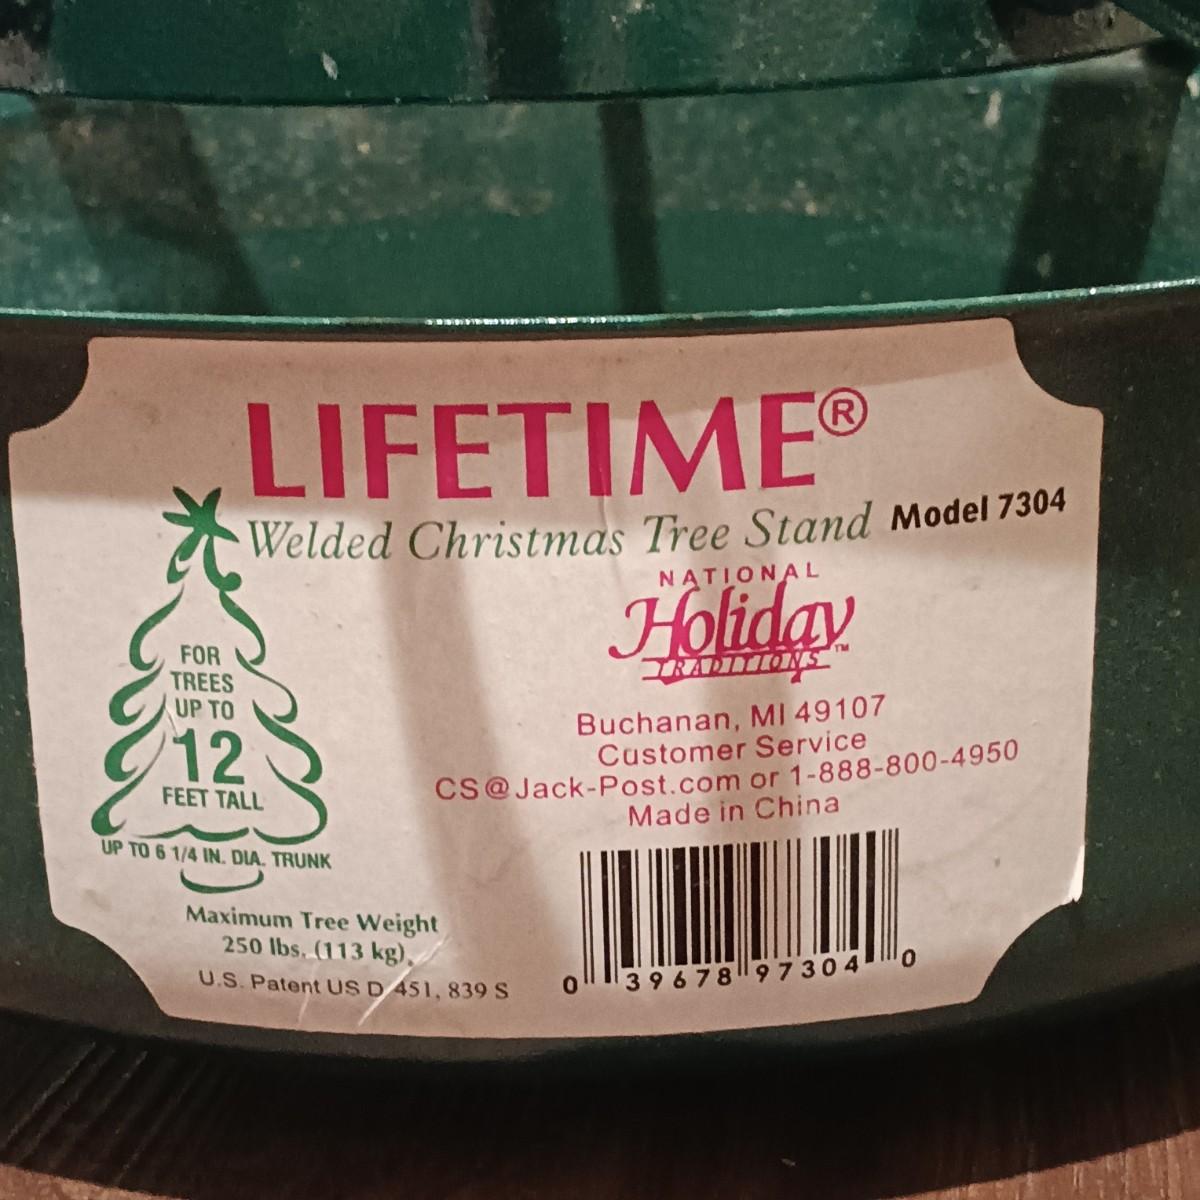 LIFETIME®
Welded Christmas Tree Stand Model 7304
NATIONAL
Holiday
TRADITIONS™
Buchanan, MI 49107
Customer Service
CS@Jack-Post.com or 1-888-800-4950
Made in China
FOR
TREES
UP TO
12
FEET TALL
UP TO 6 1/4 IN. DIA. TRUNK
Maximum Tree Weight
250 lbs. (113 kg).
U.S. Patent US D 451, 839 S
0 39678 97304 0